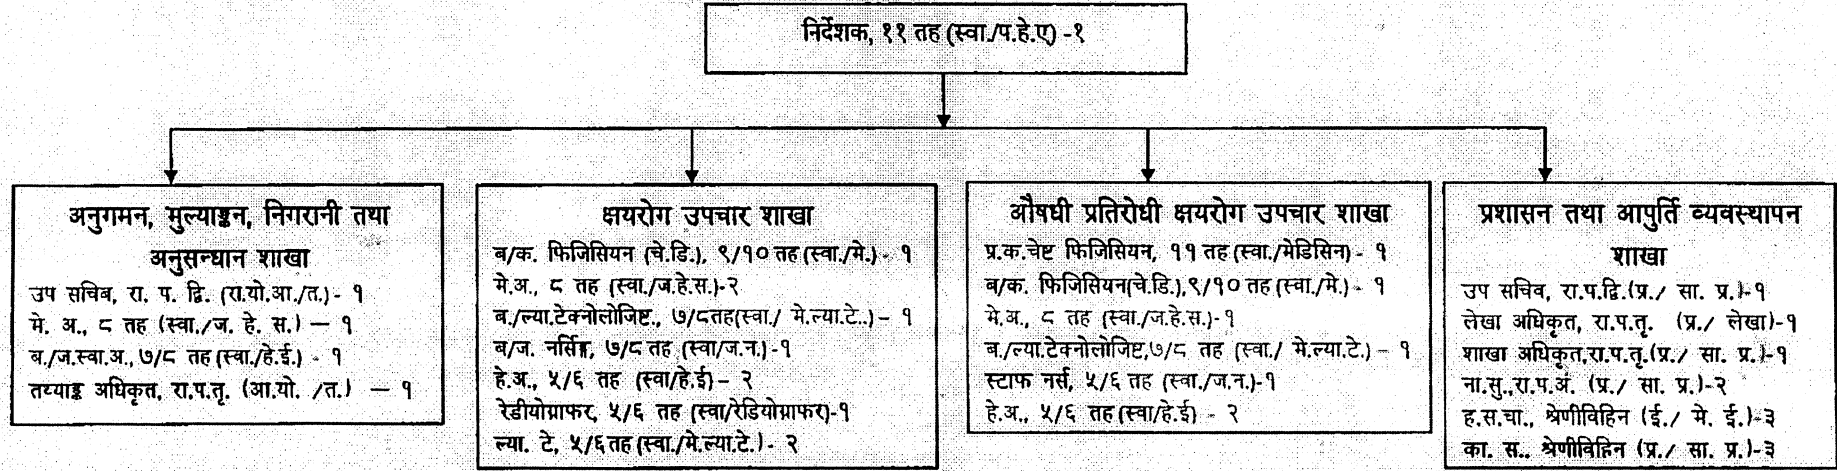 निर्देशक, ११ तह (स्वा./प.हे.ए) -१
अनुगमन, मुल्याङ्कन, निगरानी तथा
अनुसन्धान शाखा
उप सचिव, रा. प. द्वि. (रा.यो.आ./त.)- १
मे. अ., ८ तह (स्वा./ज. हे. स.) — १
ब./ज.स्वा.अ., ७/८ तह (स्वा./हे.ई.) - १
तथ्याङ्क अधिकृत, रा.प.तृ. (आ.यो. /त.) — १
क्षयरोग उपचार शाखा
ब/क. फिजिसियन (चे.डि.), ९/१० तह (स्वा./मे.) - १
मे.अ., ८ तह (स्वा./ज.हे.स.)-२
ब./ल्या.टेक्नोलोजिष्ट., ७/८तह(स्वा./ मे.ल्या.टे..) – १
ब/ज. नर्सिङ्ग, ७/८ तह (स्वा/ज.न.)-१
हे.अ., ५/६ तह (स्वा/हे.ई)– २
रेडीयोग्राफर, ५/६ तह (स्वा/रेडियोग्राफर)-१
ल्या. टे, ५/६तह (स्वा./मे.ल्या.टे.)- २
औषधी प्रतिरोधी क्षयरोग उपचार शाखा
प्र.क.चेष्ट फिजिसियन, ११ तह (स्वा./मेडिसिन)- १
ब/क. फिजिसियन(चे.डि.),९/१० तह (स्वा./मे.) - १
मे.अ., ८ तह (स्वा./ज.हे.स.)-१
ब./ल्या.टेक्नोलोजिष्ट,७/८ तह (स्वा./ मे.ल्या.टे.) – १
स्टाफ नर्स, ५/६ तह (स्वा./ज.न.)-१
हे.अ., ५/६ तह (स्वा/हे.ई) - २
प्रशासन तथा आपुर्ति व्यवस्थापन
शाखा
उप सचिव, रा.प.द्वि.(प्र./ सा. प्र.)-१
लेखा अधिकृत, रा.प.तृ. (प्र./ लेखा)-१
शाखा अधिकृत,रा.प.तृ.(प्र./ सा. प्र.)-१
ना.सु.,रा.प.अं. (प्र./ सा. प्र.)-२
ह.स.चा., श्रेणीविहिन (ई./ मे. ई.)-३
का. स., श्रेणीविहिन (प्र./ सा. प्र.)-३